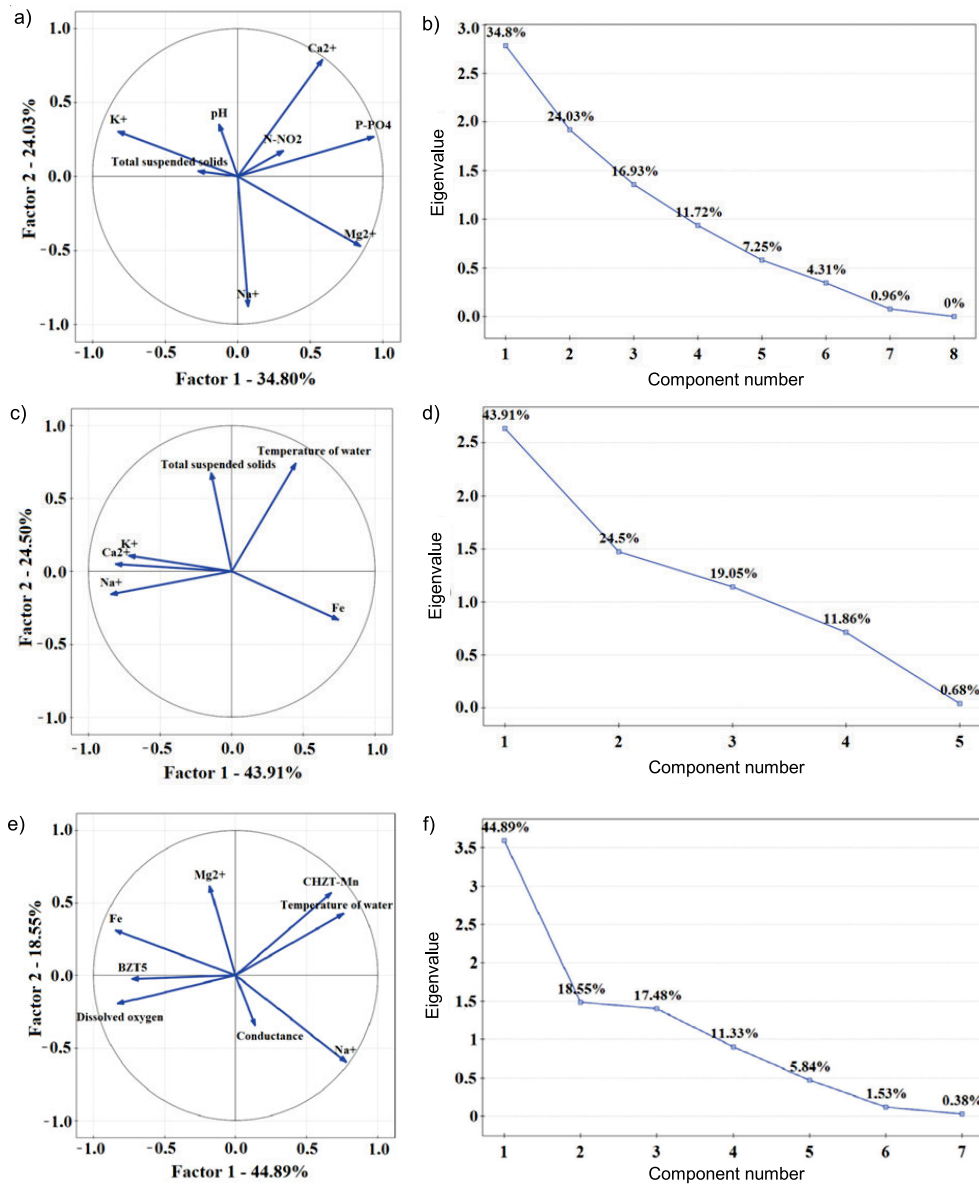 a)
1.0
0.5
0.0
-0.5
-1.0
Factor 2 - 24.03%
Ca2+
K+
pH
P-PO4
N-NO2
Total suspended solids
Mg2+
Na+
-1.0 -0.5 0.0 0.5 1.0
Factor 1 - 34.80%
b)
3.0
2.5
2.0
1.5
1.0
0.5
0.0
Eigenvalue
34.8%
24.03%
16.93%
11.72%
7.25%
4.31%
0.96%
0%
1 2 3 4 5 6 7 8
Component number
c)
1.0
0.5
0.0
-0.5
-1.0
Factor 2 - 24.50%
Temperature of water
Total suspended solids
K+
Ca2+
Na+
Fe
-1.0 -0.5 0.0 0.5 1.0
Factor 1 - 43.91%
d)
2.5
2.0
1.5
1.0
0.5
0.0
Eigenvalue
43.91%
24.5%
19.05%
11.86%
0.68%
1 2 3 4 5
Component number
e)
1.0
0.5
0.0
-0.5
-1.0
Factor 2 - 18.55%
Mg2+
CHZT-Mn
Temperature of water
Fe
BZT5
Dissolved oxygen
Conductance
Na+
-1.0 -0.5 0.0 0.5 1.0
Factor 1 - 44.89%
f)
3.5
3.0
2.5
2.0
1.5
1.0
0.5
0
Eigenvalue
44.89%
18.55%
17.48%
11.33%
5.84%
1.53%
0.38%
1 2 3 4 5 6 7
Component number